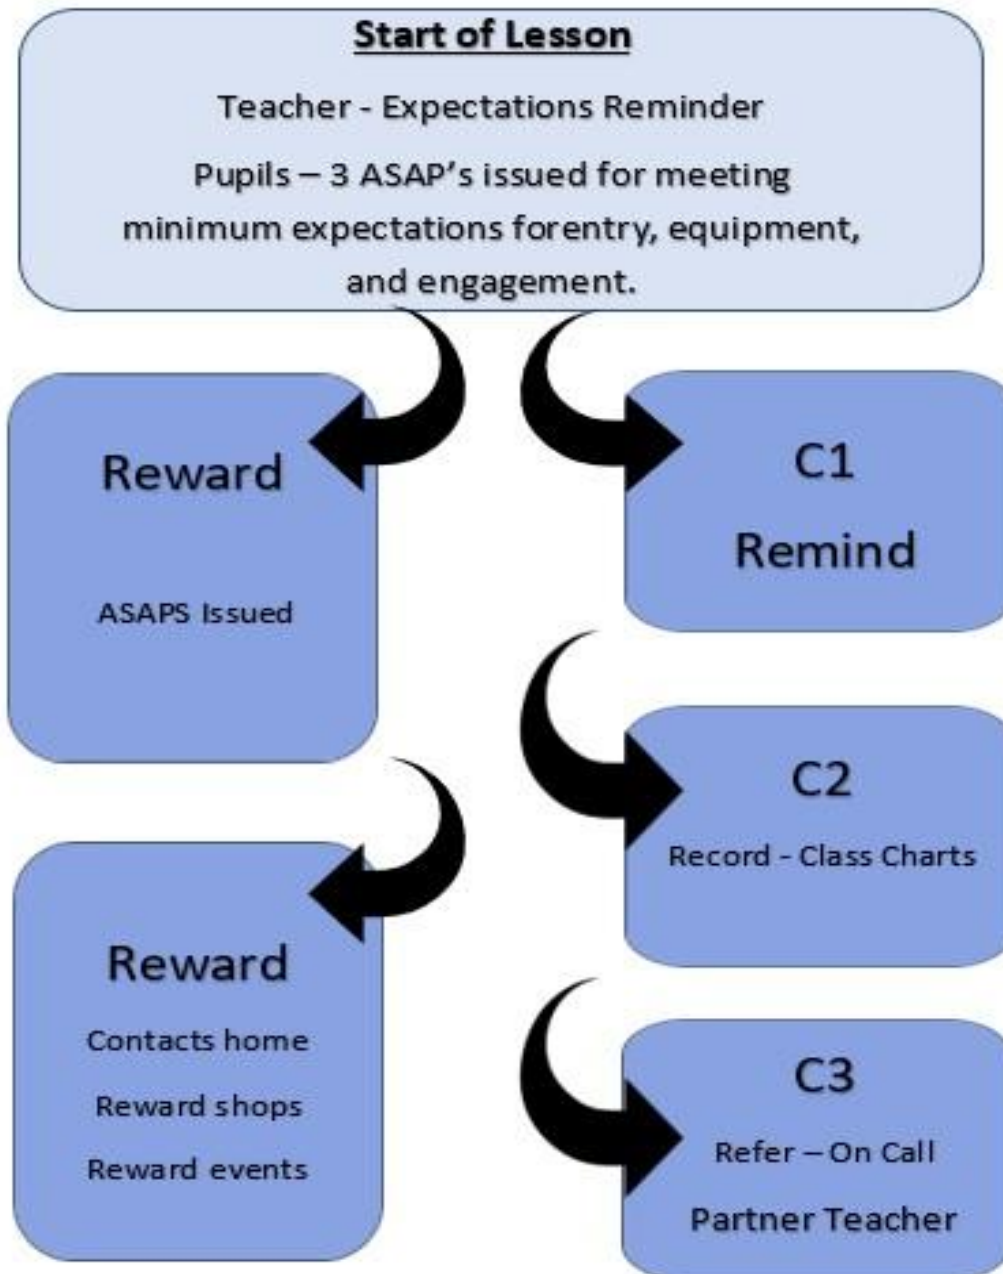 Start of Lesson
Teacher - Expectations Reminder
Pupils – 3 ASAP’s issued for meeting
minimum expectations forentry, equipment,
and engagement.
Reward
ASAPS Issued
Reward
Contacts home
Reward shops
Reward events
C1
Remind
C2
Record - Class Charts
C3
Refer – On Call
Partner Teacher